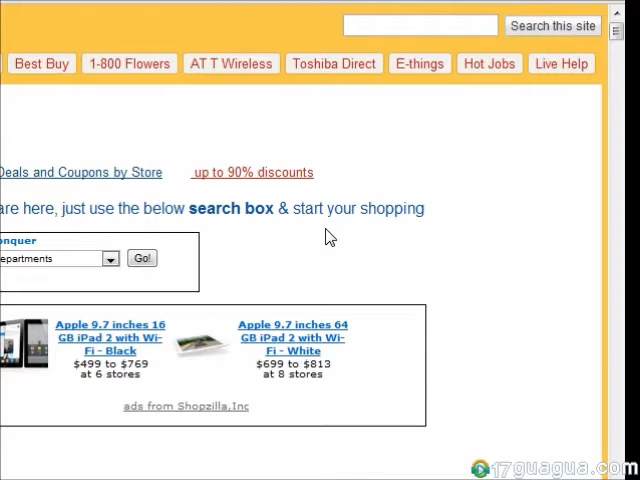 Search this site
Best Buy
1-800 Flowers
AT T Wireless
Toshiba Direct
E-things
Hot Jobs
Live Help
Deals and Coupons by Store
up to 90% discounts
are here, just use the below search box & start your shopping
onquer
epartments
Go!
Apple 9.7 inches 16
GB iPad 2 with Wi-
Fi - Black
$499 to $769
at 6 stores
Apple 9.7 inches 64
GB iPad 2 with Wi-
Fi - White
$699 to $813
at 8 stores
ads from Shopzilla,Inc
17guagua.com